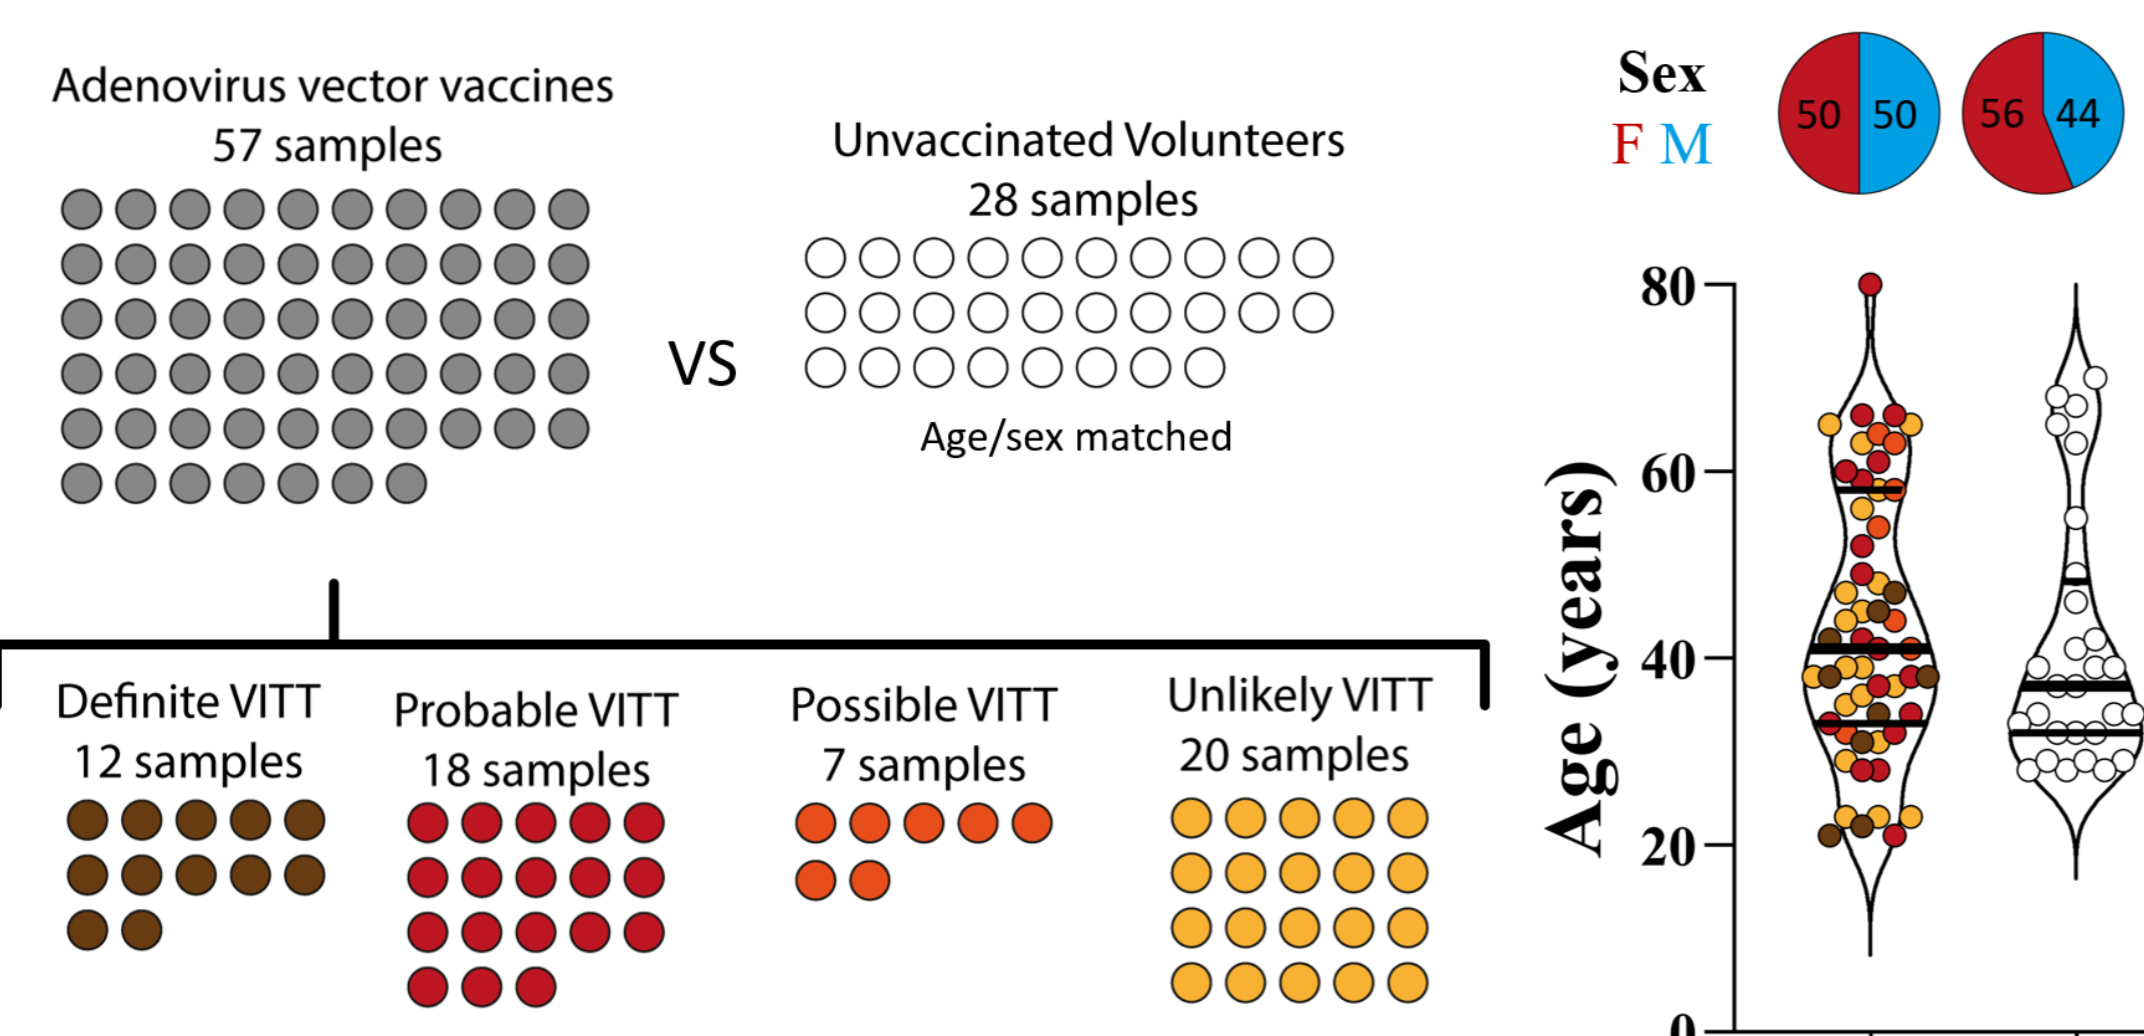 Adenovirus vector vaccines
57 samples
VS
Unvaccinated Volunteers
28 samples
Age/sex matched
Definite VITT
12 samples
Probable VITT
18 samples
Possible VITT
7 samples
Unlikely VITT
20 samples
Sex
F M
50 50
56 44
Age (years)
80
60
40
20
0